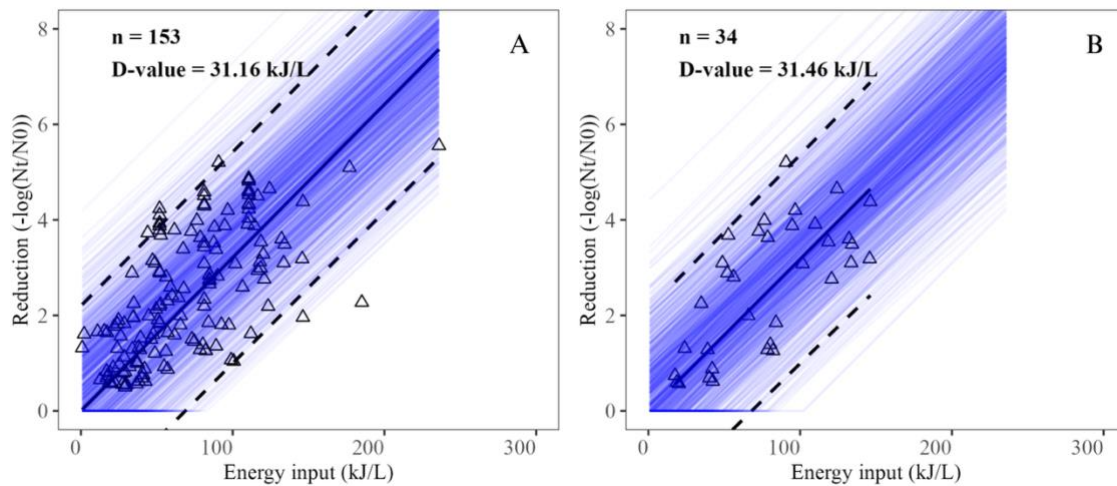 n = 153
D-value = 31.16 kJ/L
A
8
6
4
2
0
Reduction (-log(Nt/N0))
0 100 200 300
Energy input (kJ/L)
n = 34
D-value = 31.46 kJ/L
B
8
6
4
2
0
Reduction (-log(Nt/N0))
0 100 200 300
Energy input (kJ/L)